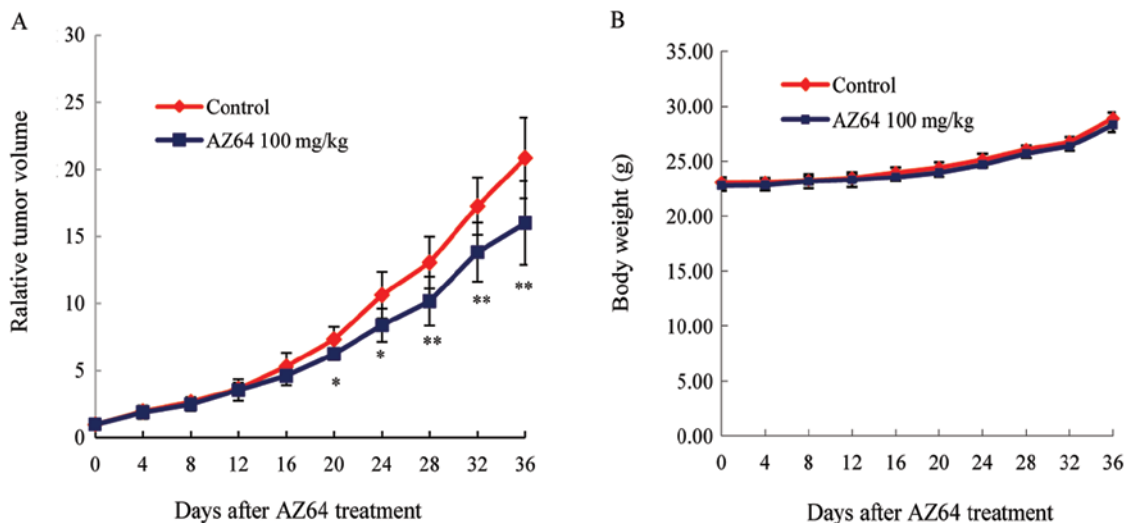 A
30
25
20
15
10
5
0
Ralative tumor volume
Control
AZ64 100 mg/kg
*
*
**
**
**
0 4 8 12 16 20 24 28 32 36
Days after AZ64 treatment
B
35.00
30.00
25.00
20.00
15.00
10.00
5.00
0.00
Body weight (g)
Control
AZ64 100 mg/kg
0 4 8 12 16 20 24 28 32 36
Days after AZ64 treatment